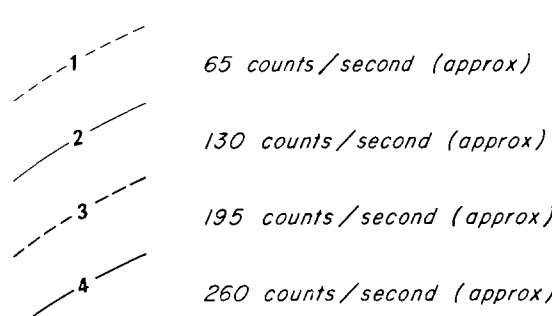 1 65 counts/second (approx)
2 130 counts/second (approx)
3 195 counts/second (approx)
4 260 counts/second (approx)